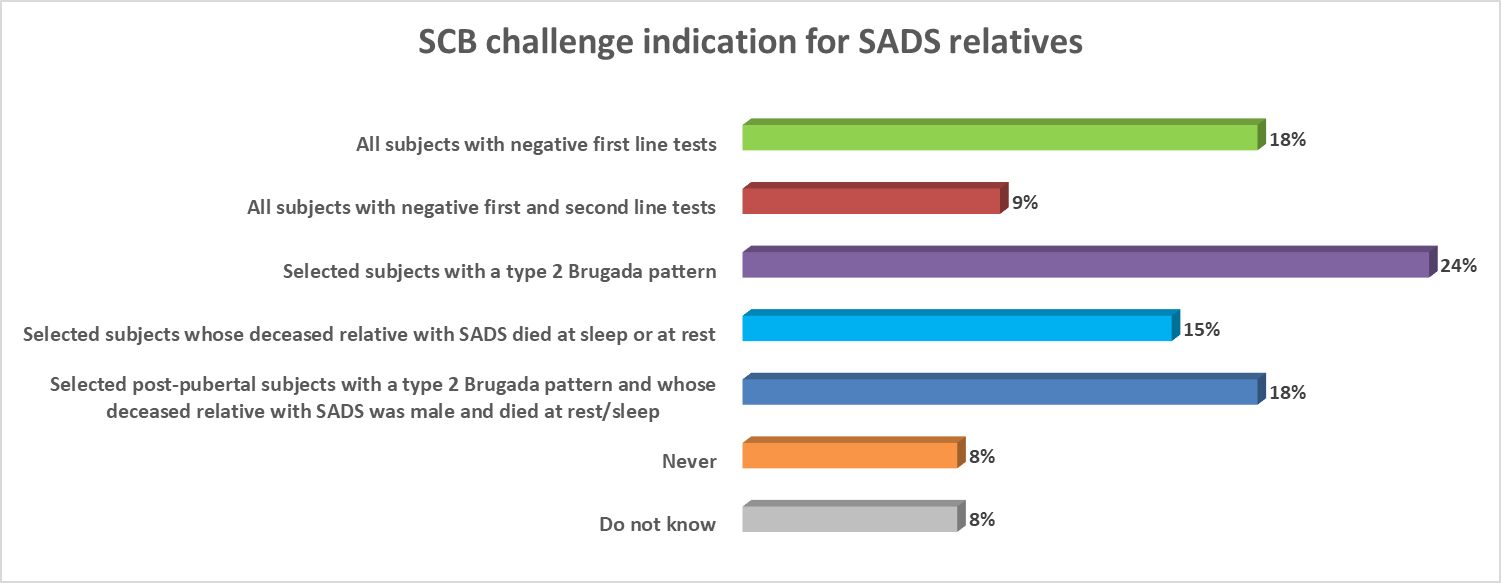 SCB challenge indication for SADS relatives
All subjects with negative first line tests
18%
All subjects with negative first and second line tests
9%
Selected subjects with a type 2 Brugada pattern
24%
Selected subjects whose deceased relative with SADS died at sleep or at rest
15%
Selected post-pubertal subjects with a type 2 Brugada pattern and whose
deceased relative with SADS was male and died at rest/sleep
18%
Never
8%
Do not know
8%